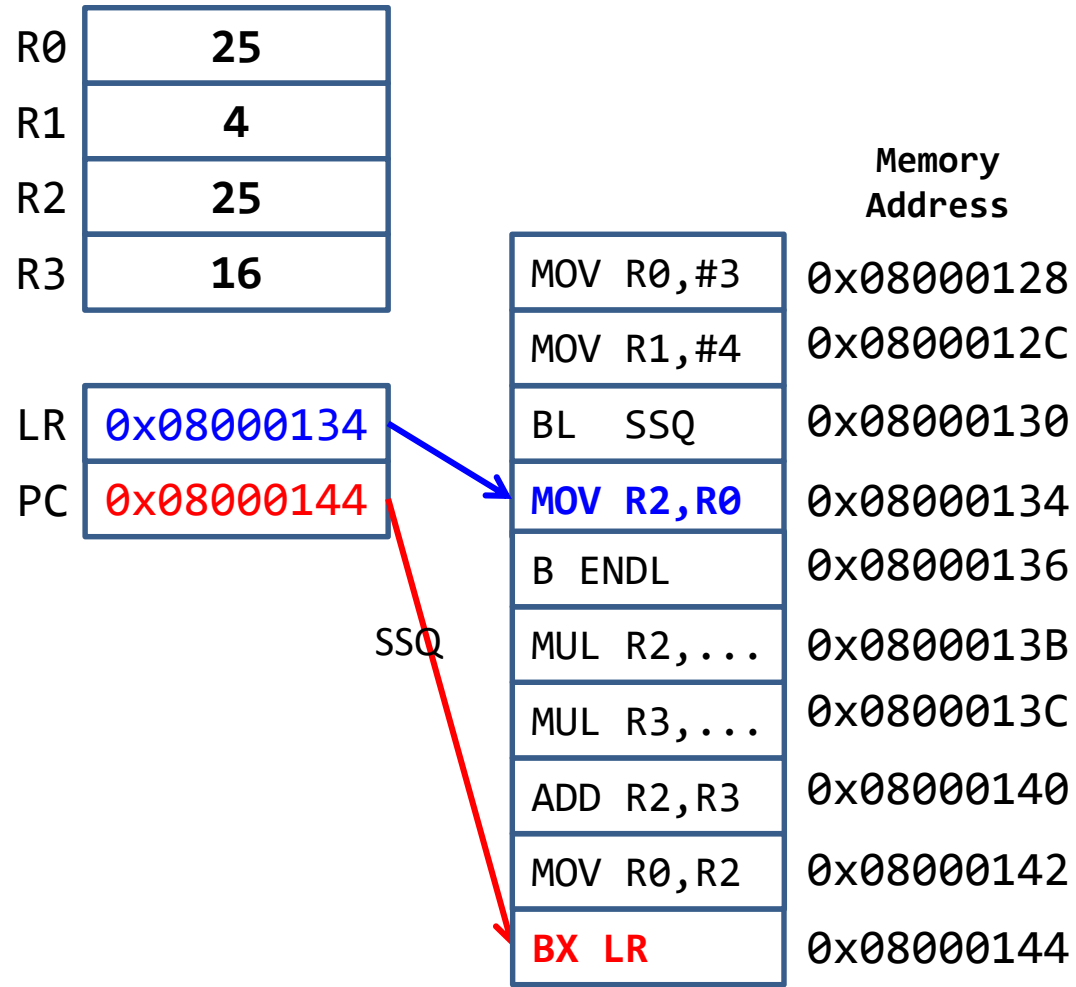 R0 25
R1 4
R2 25
R3 16
LR 0x08000134
PC 0x08000144
SSQ
Memory
Address
MOV R0,#3 0x08000128
MOV R1,#4 0x0800012C
BL SSQ 0x08000130
MOV R2,R0 0x08000134
B ENDL 0x08000136
MUL R2,... 0x0800013B
MUL R3,... 0x0800013C
ADD R2,R3 0x08000140
MOV R0,R2 0x08000142
BX LR 0x08000144